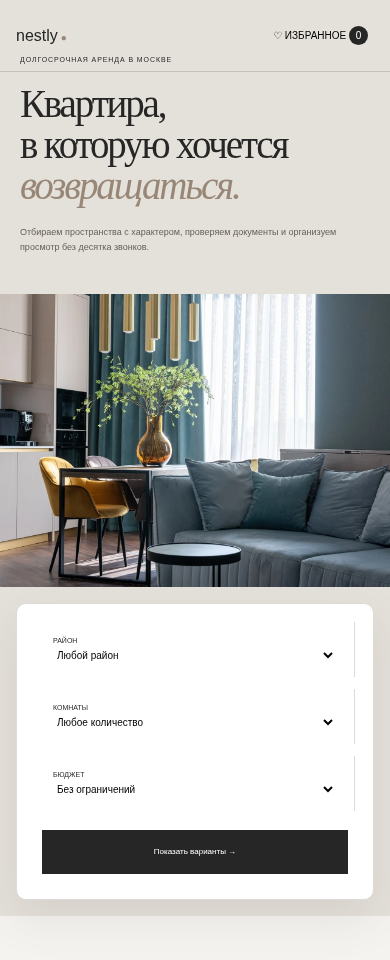 nestly
♡ ИЗБРАННОЕ 0
ДОЛГОСРОЧНАЯ АРЕНДА В МОСКВЕ
Квартира,
в которую хочется
возвращаться.
Отбираем пространства с характером, проверяем документы и организуем
просмотр без десятка звонков.
РАЙОН
Любой район
КОМНАТЫ
Любое количество
БЮДЖЕТ
Без ограничений
Показать варианты →